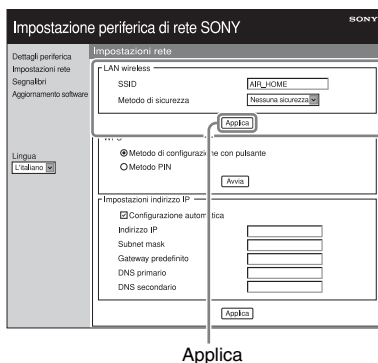 Impostazione periferica di rete SONY
SONY
Dettagli periferica
Impostazioni rete
Segnalibri
Aggiornamento software
Lingua
L'italiano
Impostazioni rete
LAN wireless
SSID AIR_HOME
Metodo di sicurezza Nessuna sicurezza
Applica
WPS
Metodo di configurazione con pulsante
Metodo PIN
Avvia
Impostazioni indirizzo IP
Configurazione automatica
Indirizzo IP
Subnet mask
Gateway predefinito
DNS primario
DNS secondario
Applica
Applica